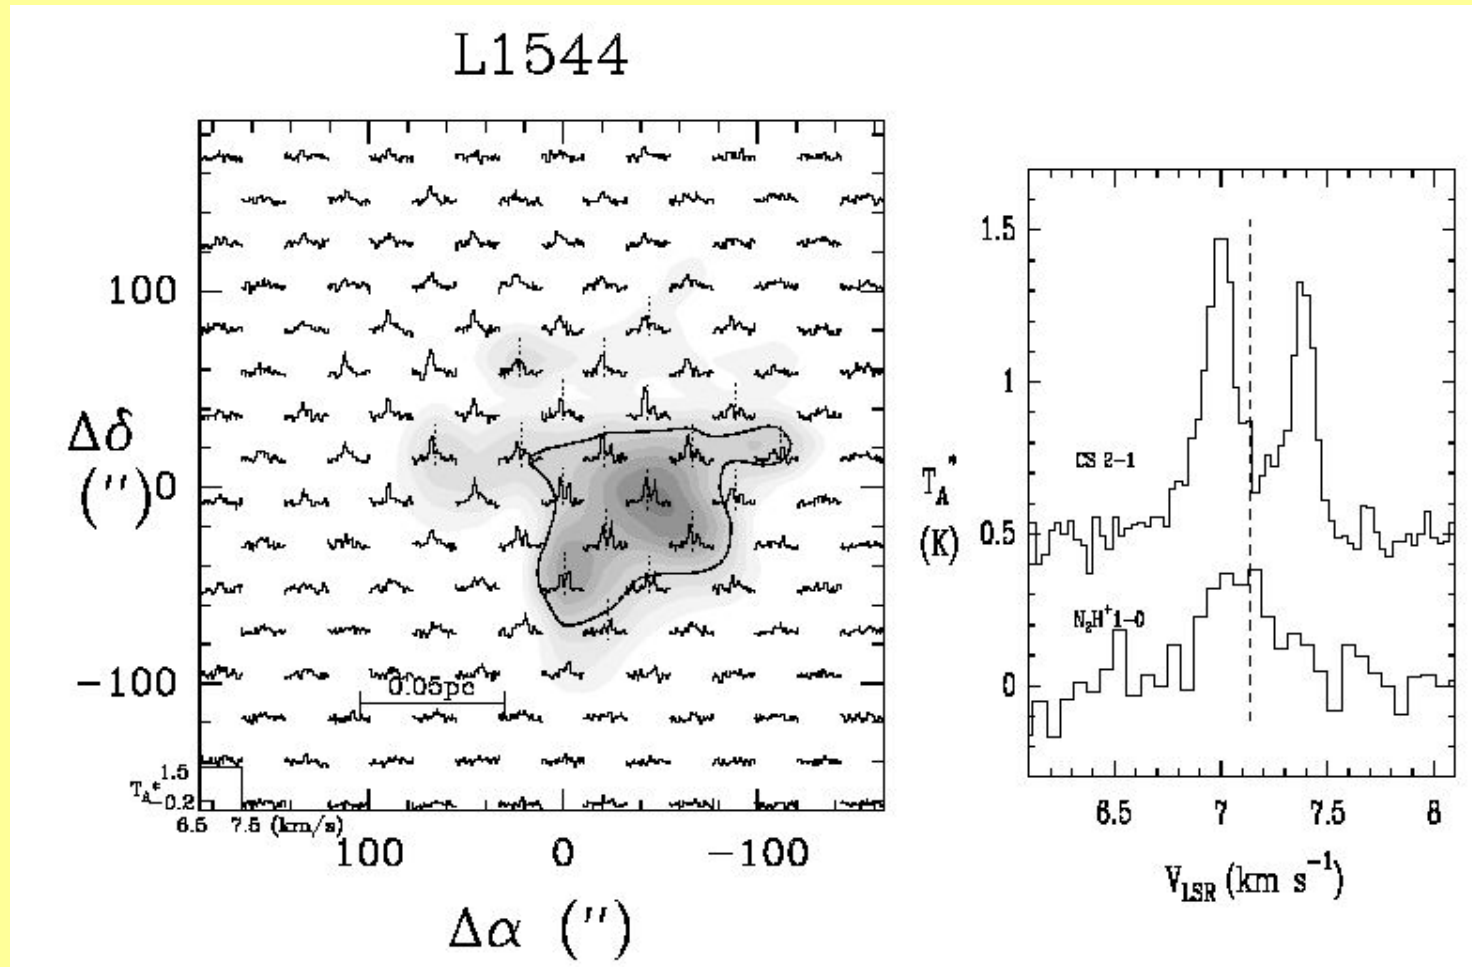 L1544
100
0
−100
Δδ
(″)
0.05pc
T_A* 1.5
−0.2
6.5 7.5 (km/s)
100 0 −100
Δα (″)
1.5
1
0.5
0
T_A*
(K)
CS 2−1
N₂H⁺1−0
6.5 7 7.5 8
V_LSR (km s⁻¹)